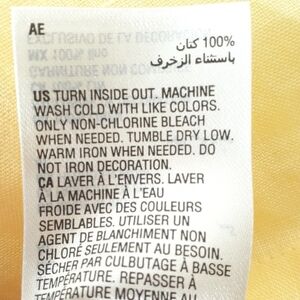 AE
100% كتان
باستثناء الزخرف
US TURN INSIDE OUT. MACHINE
WASH COLD WITH LIKE COLORS.
ONLY NON-CHLORINE BLEACH
WHEN NEEDED. TUMBLE DRY LOW.
WARM IRON WHEN NEEDED. DO
NOT IRON DECORATION.
CA LAVER À L'ENVERS. LAVER
À LA MACHINE À L'EAU
FROIDE AVEC DES COULEURS
SEMBLABLES. UTILISER UN
AGENT DE BLANCHIMENT NON
CHLORÉ SEULEMENT AU BESOIN.
SÉCHER PAR CULBUTAGE À BASSE
TEMPÉRATURE. REPASSER À
TEMPÉRATURE MOYENNE AU